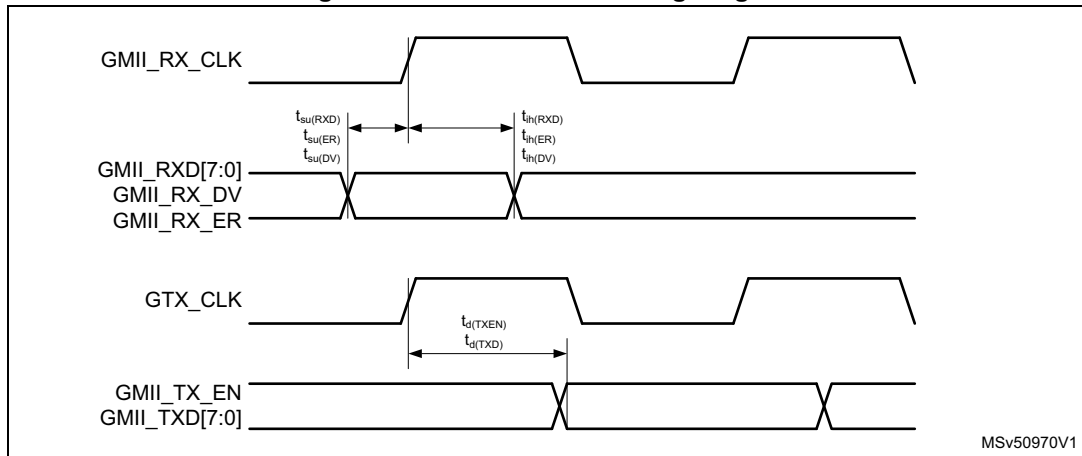 GMII_RX_CLK
tsu(RXD)
tsu(ER)
tsu(DV)
tih(RXD)
tih(ER)
tih(DV)
GMII_RXD[7:0]
GMII_RX_DV
GMII_RX_ER
GTX_CLK
td(TXEN)
td(TXD)
GMII_TX_EN
GMII_TXD[7:0]
MSv50970V1